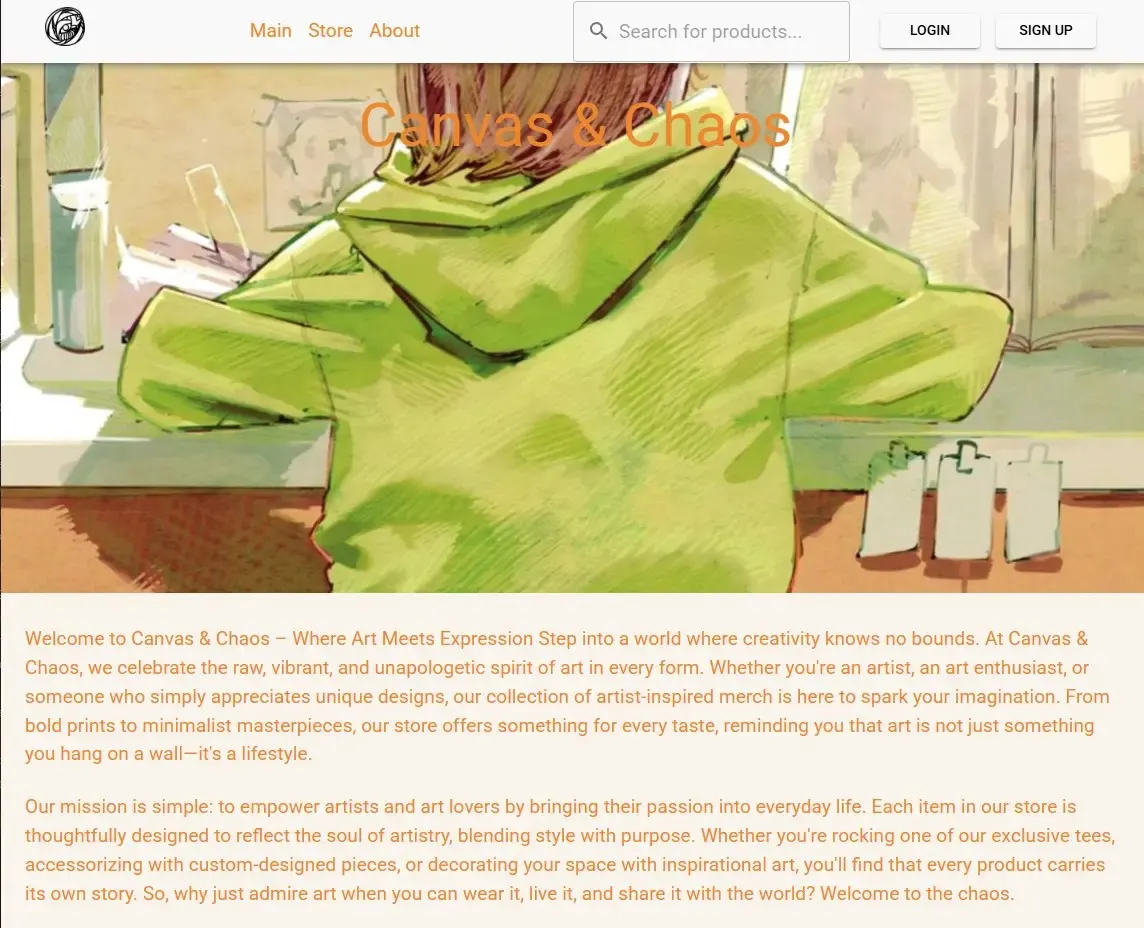 Main Store About
Search for products...
LOGIN
SIGN UP
Canvas & Chaos
Welcome to Canvas & Chaos – Where Art Meets Expression Step into a world where creativity knows no bounds. At Canvas &
Chaos, we celebrate the raw, vibrant, and unapologetic spirit of art in every form. Whether you're an artist, an art enthusiast, or
someone who simply appreciates unique designs, our collection of artist-inspired merch is here to spark your imagination. From
bold prints to minimalist masterpieces, our store offers something for every taste, reminding you that art is not just something
you hang on a wall—it's a lifestyle.
Our mission is simple: to empower artists and art lovers by bringing their passion into everyday life. Each item in our store is
thoughtfully designed to reflect the soul of artistry, blending style with purpose. Whether you're rocking one of our exclusive tees,
accessorizing with custom-designed pieces, or decorating your space with inspirational art, you'll find that every product carries
its own story. So, why just admire art when you can wear it, live it, and share it with the world? Welcome to the chaos.